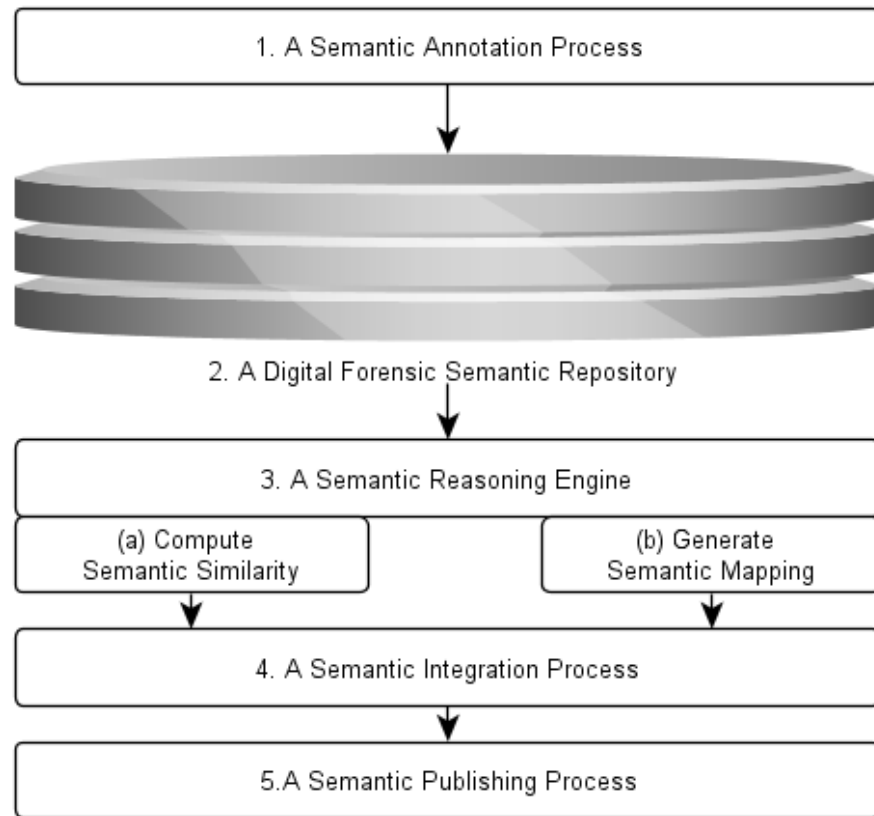 1. A Semantic Annotation Process
2. A Digital Forensic Semantic Repository
3. A Semantic Reasoning Engine
(a) Compute
Semantic Similarity
(b) Generate
Semantic Mapping
4. A Semantic Integration Process
5.A Semantic Publishing Process